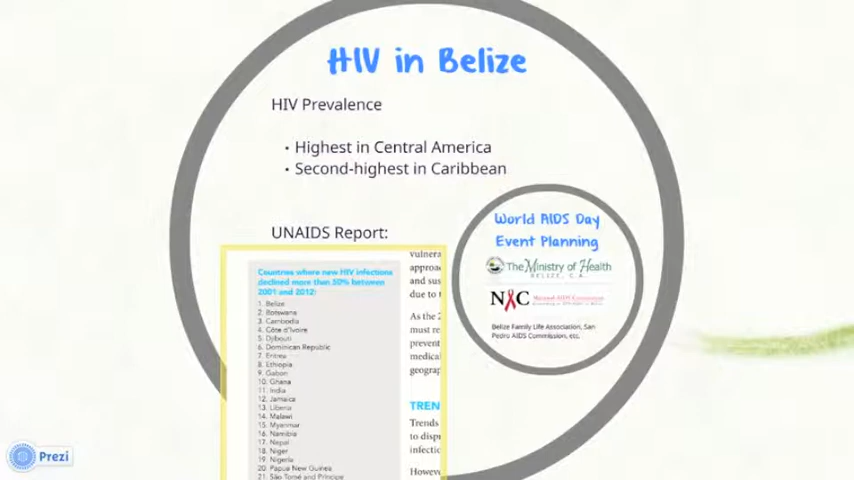 HIV in Belize
HIV Prevalence
• Highest in Central America
• Second-highest in Caribbean
UNAIDS Report:
Countries where new HIV infections
declined more than 50% between
2001 and 2012:
1. Belize
2. Botswana
3. Cambodia
4. Côte d'Ivoire
5. Djibouti
6. Dominican Republic
7. Eritrea
8. Ethiopia
9. Gabon
10. Ghana
11. India
12. Jamaica
13. Liberia
14. Malawi
15. Myanmar
16. Namibia
17. Nepal
18. Niger
19. Nigeria
20. Papua New Guinea
21. São Tomé and Príncipe
vulnera
approa
and sus
due to
As the 2
must re
prevent
medical
geograp
TREN
Trends
to disp
infectio
Howev
World AIDS Day
Event Planning
The Ministry of Health
BELIZE, C.A.
NAC
National AIDS Commission
Belize Family Life Association, San
Pedro AIDS Commission, etc.
Prezi